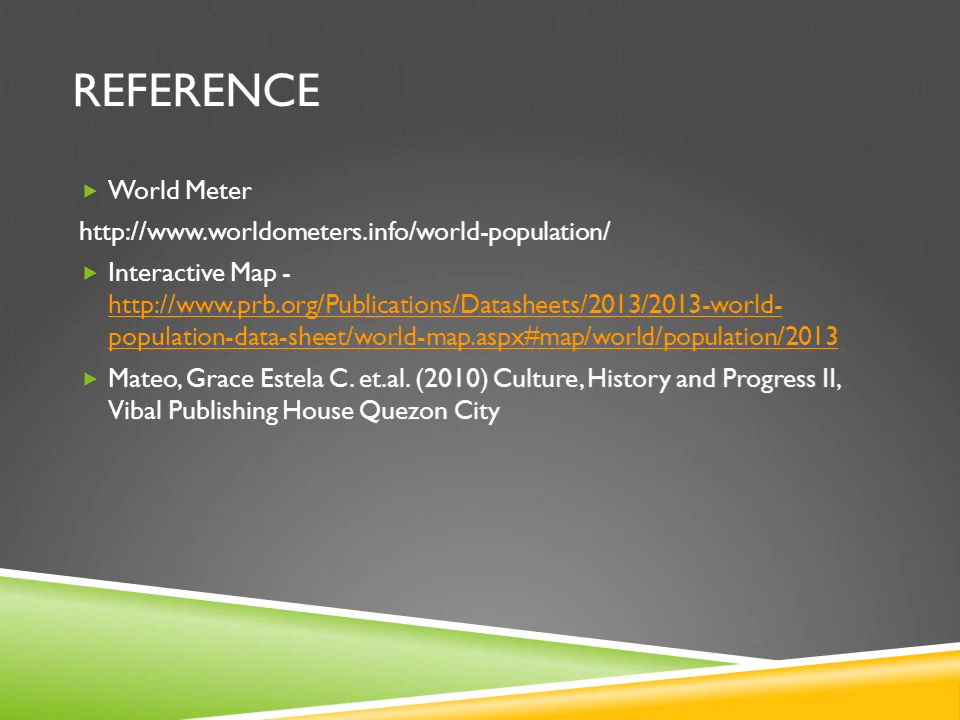 REFERENCE
World Meter
http://www.worldometers.info/world-population/
Interactive Map -
http://www.prb.org/Publications/Datasheets/2013/2013-world-
population-data-sheet/world-map.aspx#map/world/population/2013
Mateo, Grace Estela C. et.al. (2010) Culture, History and Progress II,
Vibal Publishing House Quezon City